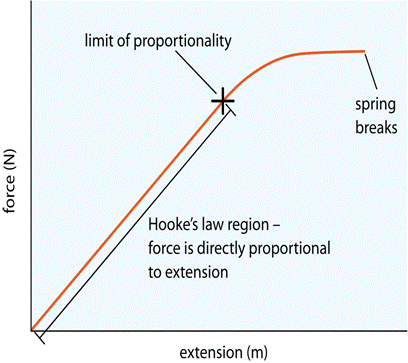 limit of proportionality
spring
breaks
force (N)
Hooke's law region –
force is directly proportional
to extension
extension (m)